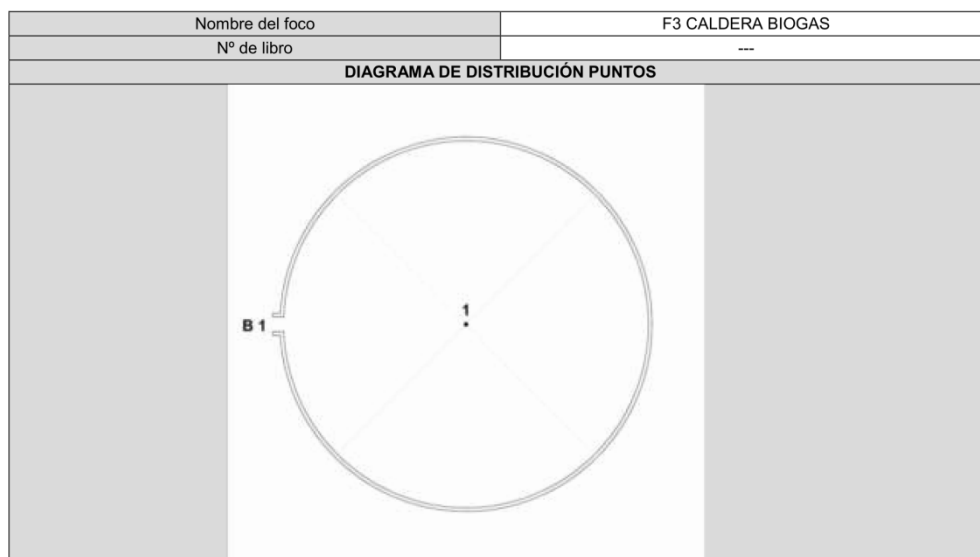 Nombre del foco F3 CALDERA BIOGAS
Nº de libro ---
DIAGRAMA DE DISTRIBUCIÓN PUNTOS
1
B 1